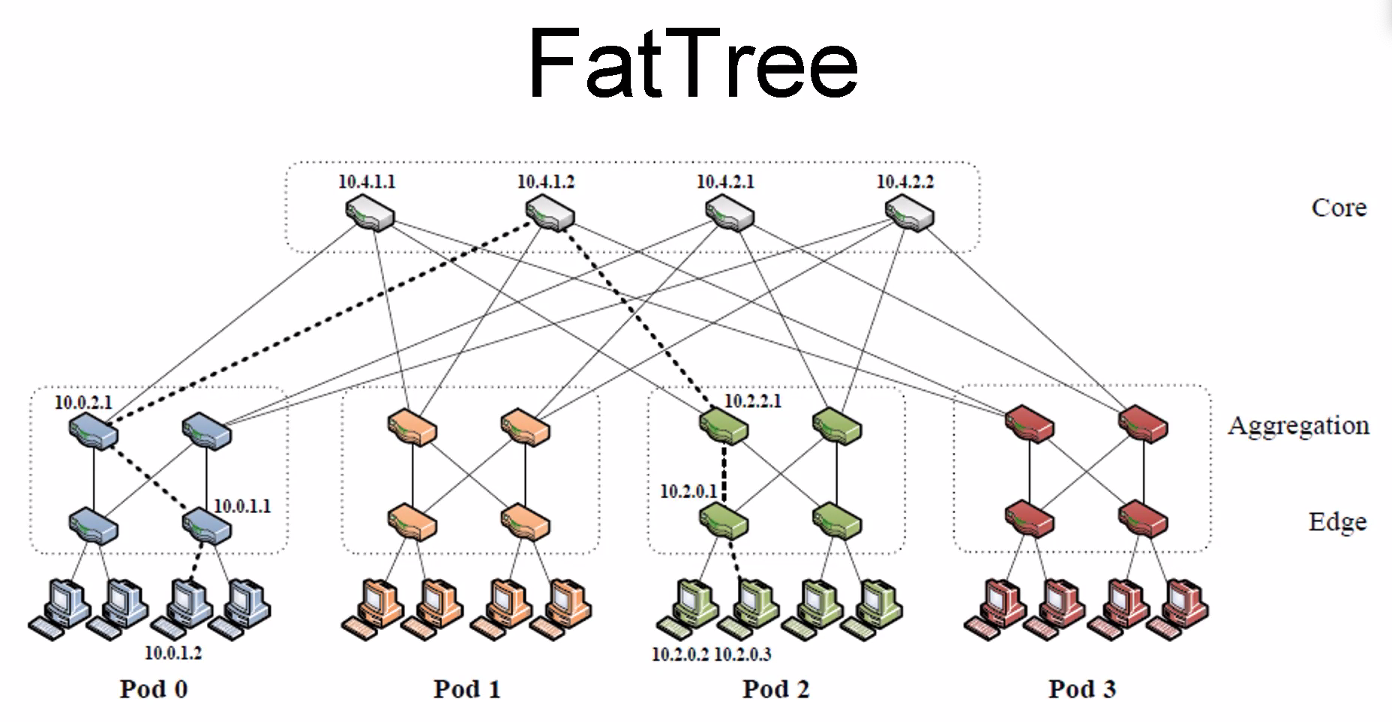 FatTree
10.4.1.1
10.4.1.2
10.4.2.1
10.4.2.2
Core
10.0.2.1
10.2.2.1
Aggregation
10.2.0.1
10.0.1.1
Edge
10.0.1.2
10.2.0.2 10.2.0.3
Pod 0
Pod 1
Pod 2
Pod 3